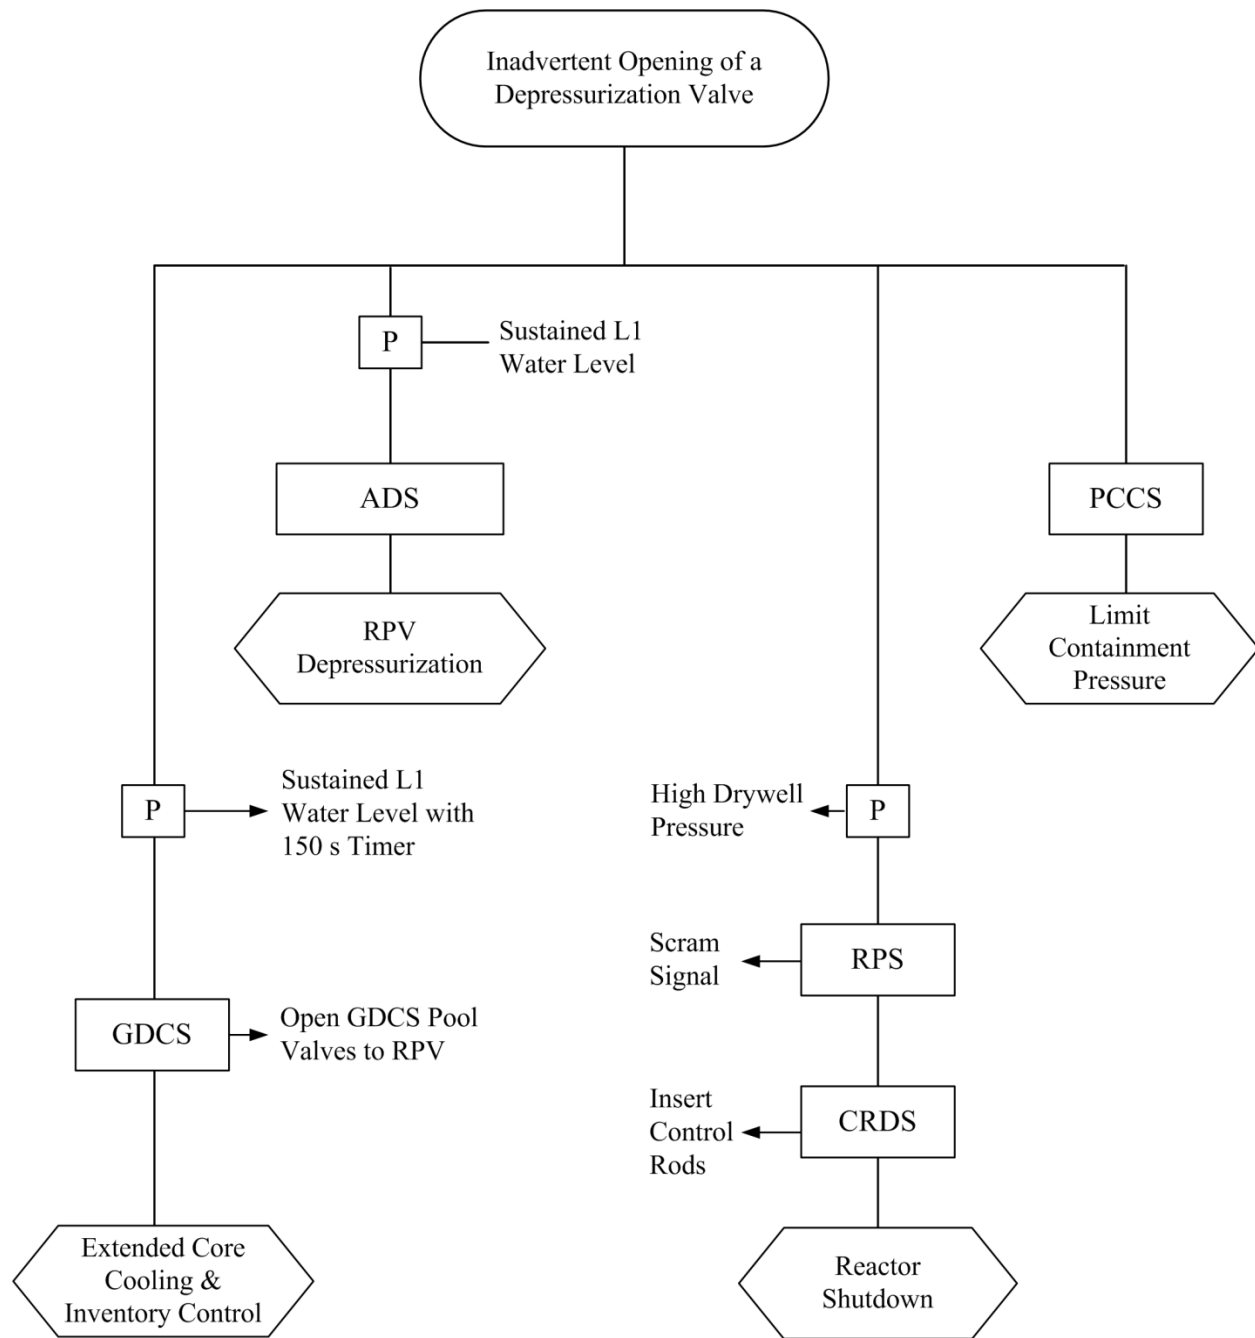 Inadvertent Opening of a
Depressurization Valve
P
Sustained L1
Water Level
ADS
PCCS
RPV
Depressurization
Limit
Containment
Pressure
P
Sustained L1
Water Level with
150 s Timer
High Drywell
Pressure
P
Scram
Signal
RPS
GDCS
Open GDCS Pool
Valves to RPV
Insert
Control
Rods
CRDS
Extended Core
Cooling &
Inventory Control
Reactor
Shutdown